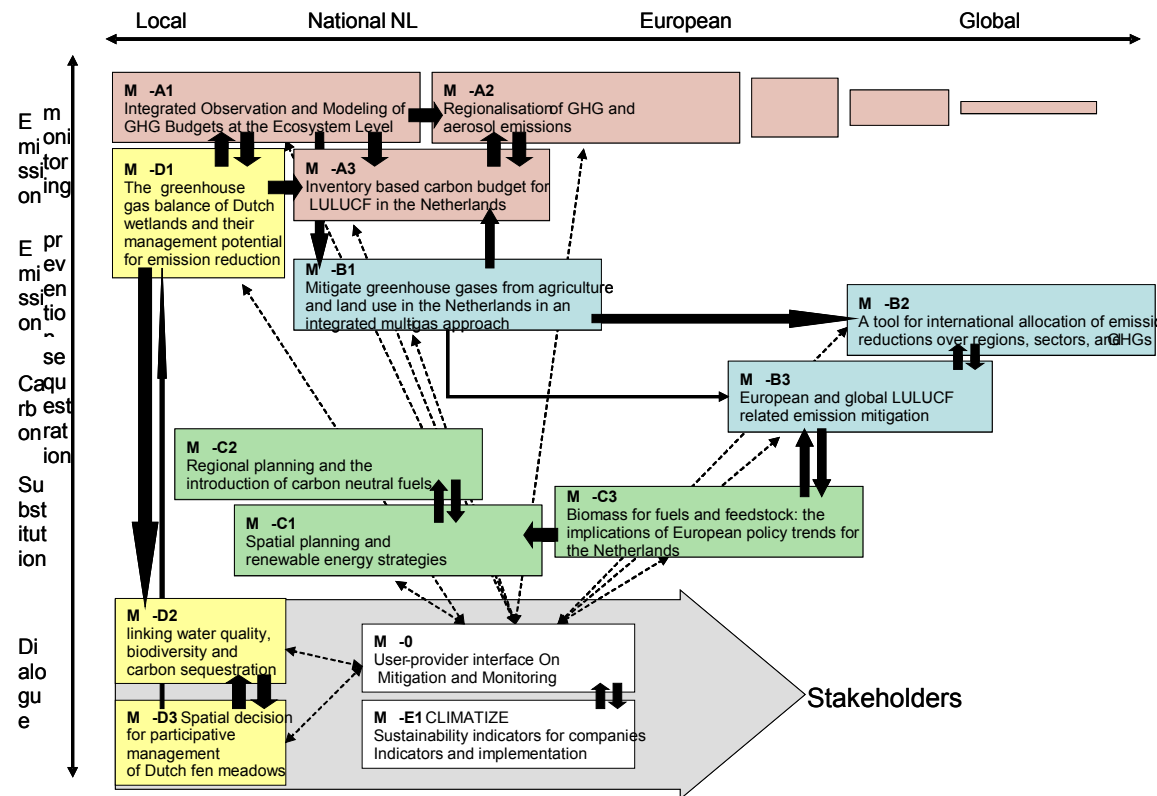 Local National NL European Global
M -A1
Integrated Observation and Modeling of
GHG Budgets at the Ecosystem Level
M -A2
Regionalisation of GHG and
aerosol emissions
E
mi
ssi
on
m
oni
tor
ing
M -D1
The greenhouse
gas balance of Dutch
wetlands and their
management potential
for emission reduction
M -A3
Inventory based carbon budget for
LULUCF in the Netherlands
E
mi
ssi
on
pr
ev
en
tio
n
M -B1
Mitigate greenhouse gases from agriculture
and land use in the Netherlands in an
integrated multi-gas approach
M -B2
A tool for international allocation of emissi
reductions over regions, sectors, and GHGs
M -B3
European and global LULUCF
related emission mitigation
Ca
rb
on
se
qu
est
rat
ion
M -C2
Regional planning and the
introduction of carbon neutral fuels
Su
bst
itut
ion
M -C1
Spatial planning and
renewable energy strategies
M -C3
Biomass for fuels and feedstock: the
implications of European policy trends for
the Netherlands
Di
alo
gu
e
M -D2
linking water quality,
biodiversity and
carbon sequestration
M -0
User-provider interface On
Mitigation and Monitoring
Stakeholders
M -D3 Spatial decision
for participative
management
of Dutch fen meadows
M -E1 CLIMATIZE
Sustainability indicators for companies
Indicators and implementation